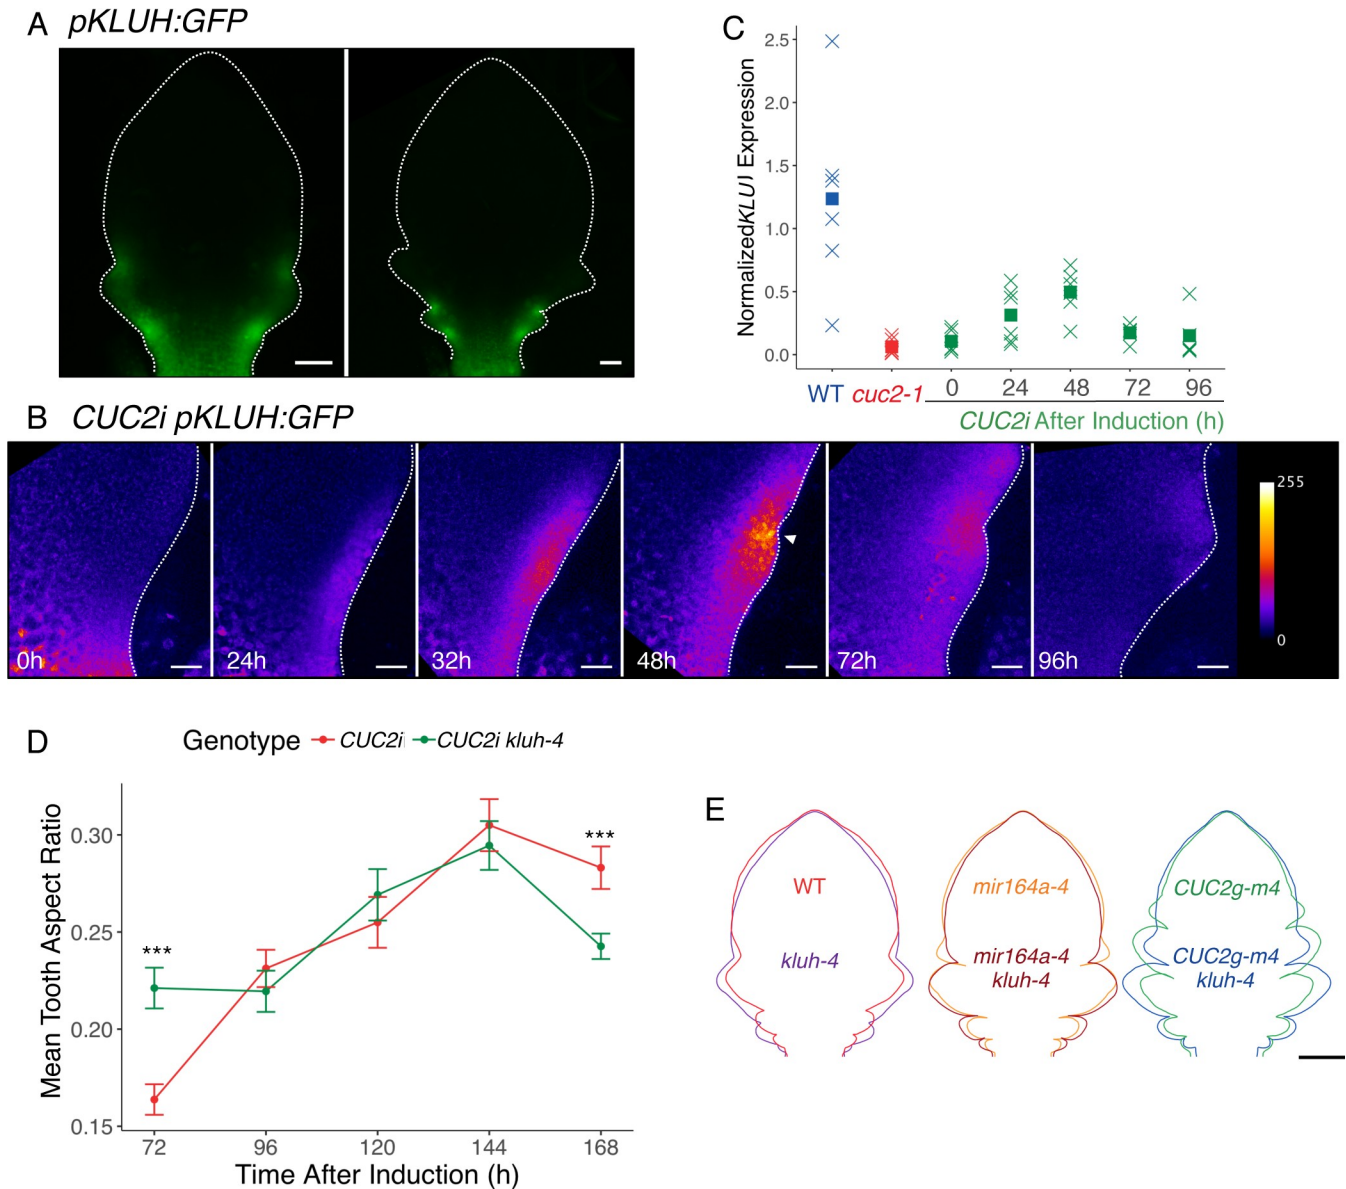 A pKLUH:GFP
B CUC2i pKLUH:GFP
0h 24h 32h 48h 72h 96h
255
0
C
Normalized KLU) Expression
2.5
2.0
1.5
1.0
0.5
0.0
WT cuc2-1 0 24 48 72 96
CUC2i After Induction (h)
D
Genotype CUC2i CUC2i kluh-4
Mean Tooth Aspect Ratio
0.30
0.25
0.20
0.15
*** ***
72 96 120 144 168
Time After Induction (h)
E
WT
kluh-4
mir164a-4
mir164a-4
kluh-4
CUC2g-m4
CUC2g-m4
kluh-4